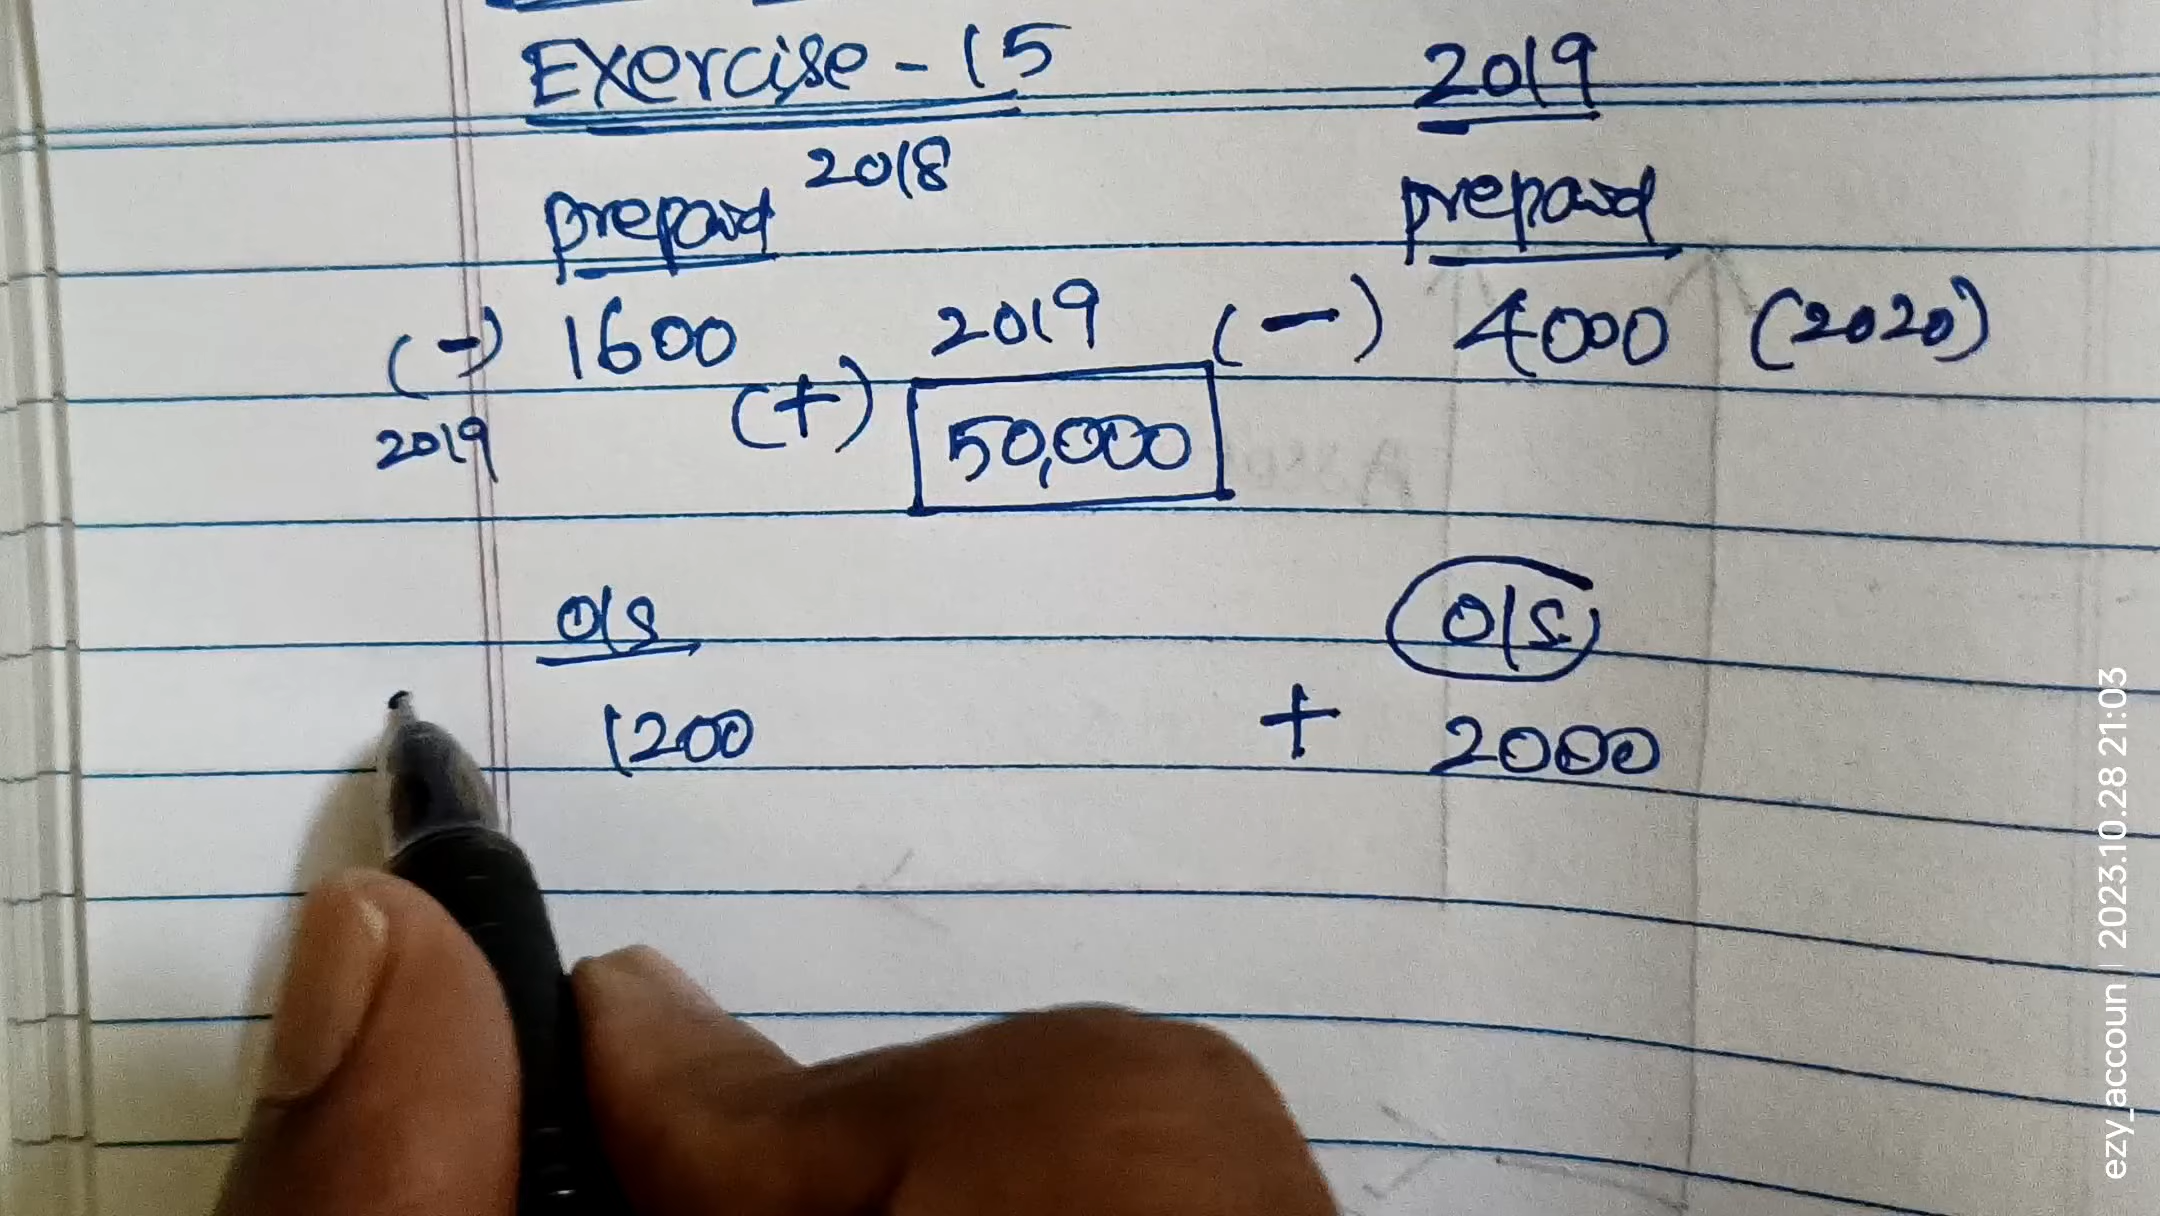 Exercise - 15 2019
2018
prepaid prepaid
(-) 1600 2019 (-) 4000 (2020)
2019 (+) 50,000
O/S O/S
1200 + 2000
ezy_accoun | 2023.10.28 21:03